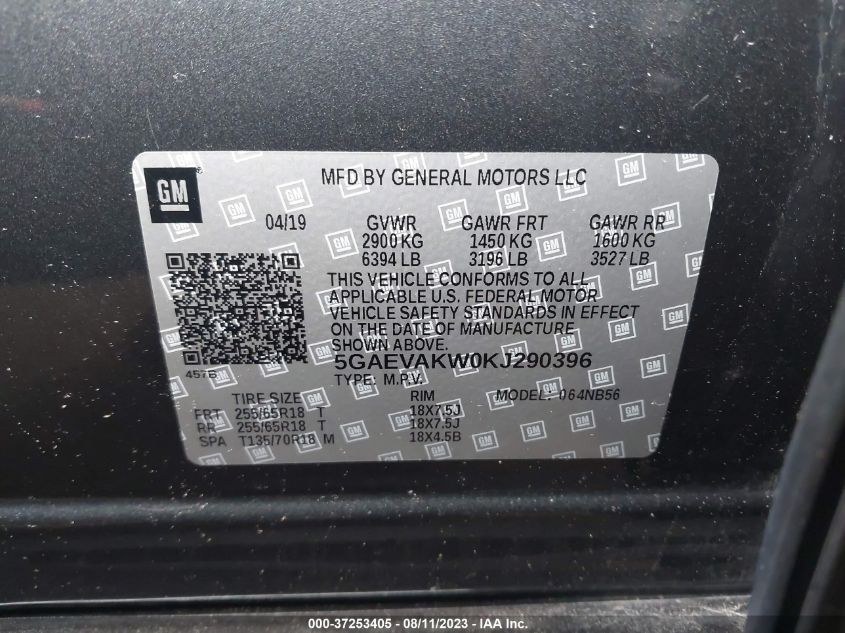 GM
MFD BY GENERAL MOTORS LLC
04/19 GVWR GAWR FRT GAWR RR
2900 KG 1450 KG 1600 KG
6394 LB 3196 LB 3527 LB
THIS VEHICLE CONFORMS TO ALL
APPLICABLE U.S. FEDERAL MOTOR
VEHICLE SAFETY STANDARDS IN EFFECT
ON THE DATE OF MANUFACTURE
SHOWN ABOVE.
5GAEVAKW0KJ290396
TYPE: M.P.V. MODEL: 064NB56
TIRE SIZE RIM
FRT 255/65R18 T 18X7.5J
RR 255/65R18 T 18X7.5J
SPA T135/70R18 M 18X4.5B
000-37253405 - 08/11/2023 - © IAA Holdings, LLC.